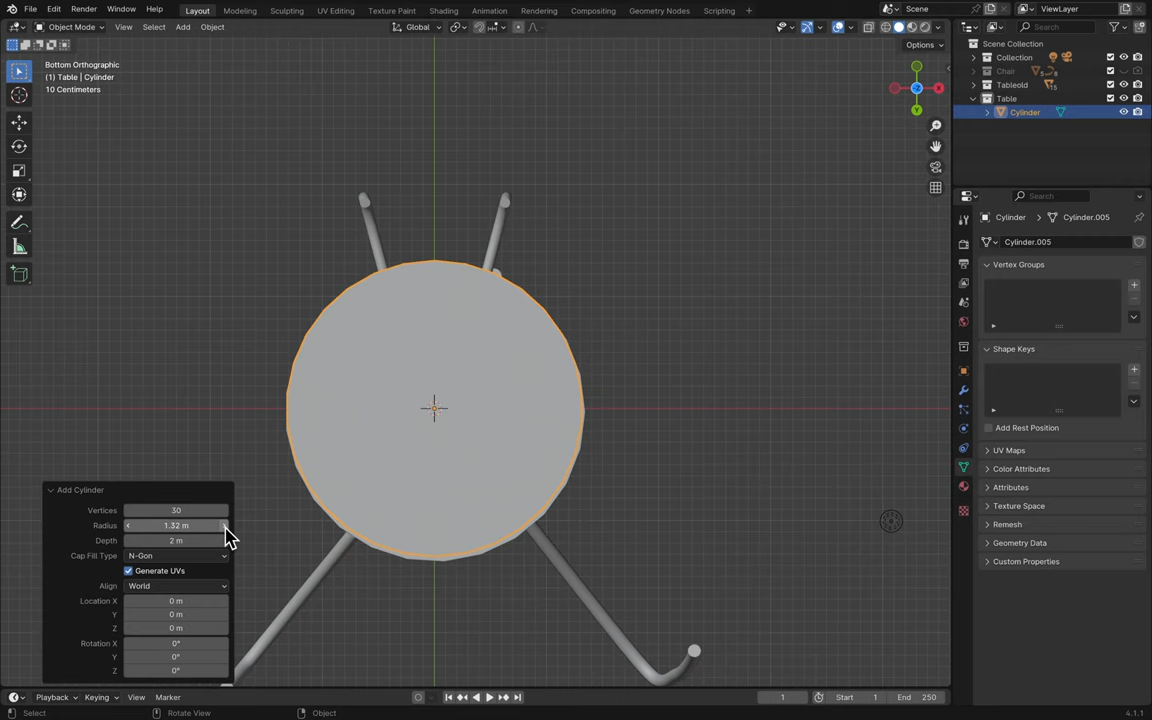 File Edit Render Window Help Layout Modeling Sculpting UV Editing Texture Paint Shading Animation Rendering Compositing Geometry Nodes Scripting Scene ViewLayer
Object Mode View Select Add Object Global Search
Options
Bottom Orthographic
(1) Table | Cylinder
10 Centimeters
Z
X
Y
Scene Collection
Collection
Chair 5 8
Tableold 15
Table
Cylinder
Search
Cylinder Cylinder.005
Cylinder.005
Vertex Groups
Shape Keys
Add Rest Position
UV Maps
Color Attributes
Attributes
Texture Space
Remesh
Geometry Data
Custom Properties
Add Cylinder
Vertices 30
Radius 1.32 m
Depth 2 m
Cap Fill Type N-Gon
Generate UVs
Align World
Location X 0 m
Y 0 m
Z 0 m
Rotation X 0°
Y 0°
Z 0°
Playback Keying View Marker 1 Start 1 End 250
Select Rotate View Object 4.1.1